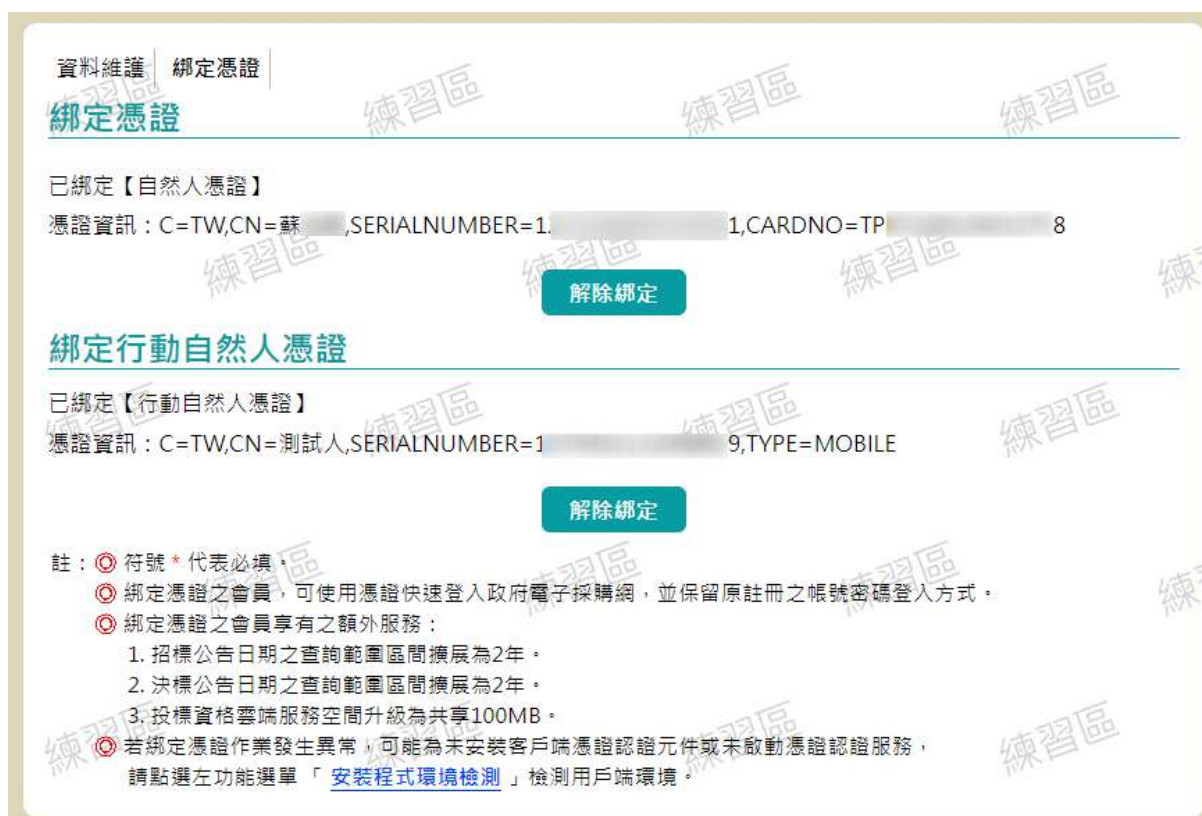 資料維護 綁定憑證
綁定憑證
已綁定【自然人憑證】
憑證資訊：C=TW,CN=蘇 ,SERIALNUMBER=1 1,CARDNO=TP 8
解除綁定
綁定行動自然人憑證
已綁定【行動自然人憑證】
憑證資訊：C=TW,CN=測試人,SERIALNUMBER=1 9,TYPE=MOBILE
解除綁定
註：◎ 符號 * 代表必填。
◎ 綁定憑證之會員，可使用憑證快速登入政府電子採購網，並保留原註冊之帳號密碼登入方式。
◎ 綁定憑證之會員享有之額外服務：
1. 招標公告日期之查詢範圍區間擴展為2年。
2. 決標公告日期之查詢範圍區間擴展為2年。
3. 投標資格雲端服務空間升級為共享100MB。
◎ 若綁定憑證作業發生異常，可能為未安裝客戶端憑證認證元件或未啟動憑證認證服務，
請點選左功能選單「 安裝程式環境檢測 」檢測用戶端環境。
練習區